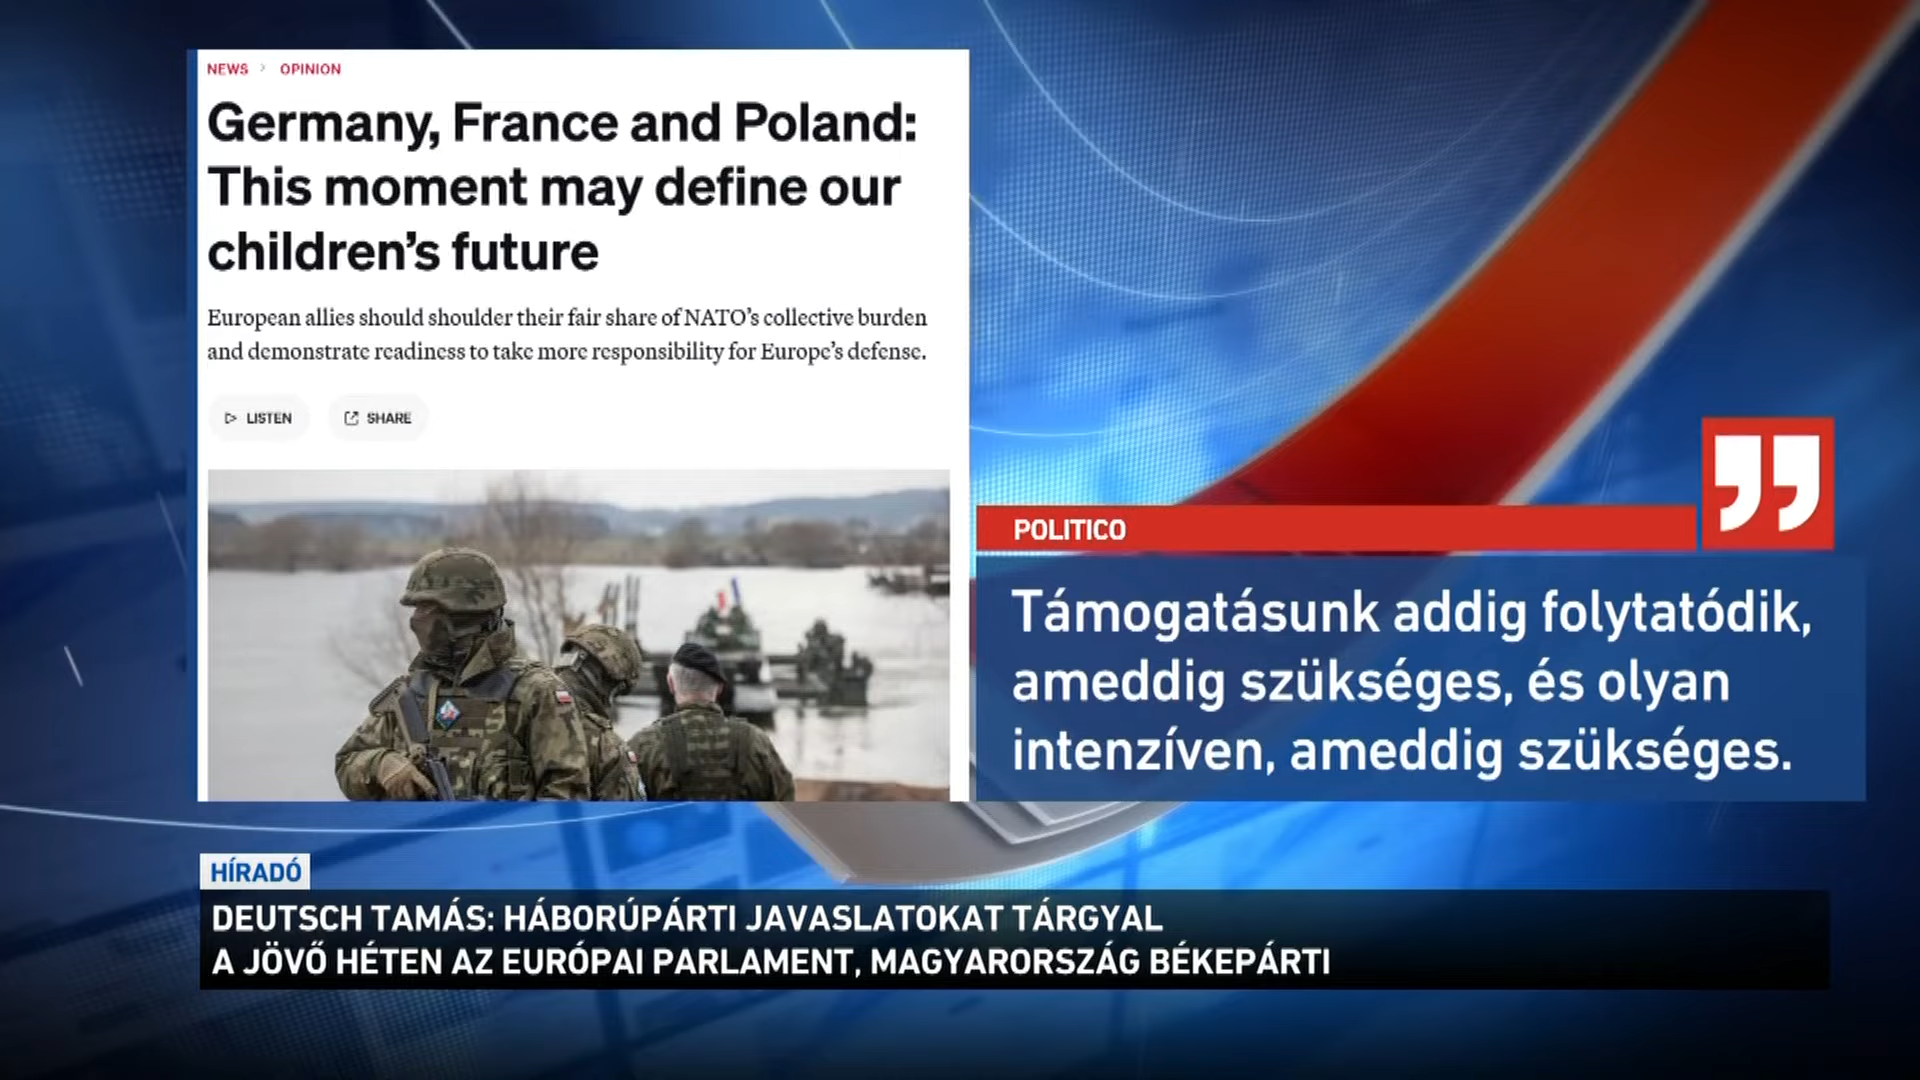 NEWS > OPINION
Germany, France and Poland:
This moment may define our
children’s future
European allies should shoulder their fair share of NATO’s collective burden
and demonstrate readiness to take more responsibility for Europe’s defense.
LISTEN SHARE
POLITICO
Támogatásunk addig folytatódik,
ameddig szükséges, és olyan
intenzíven, ameddig szükséges.
HÍRADÓ
DEUTSCH TAMÁS: HÁBORÚPÁRTI JAVASLATOKAT TÁRGYAL
A JÖVŐ HÉTEN AZ EURÓPAI PARLAMENT, MAGYARORSZÁG BÉKEPÁRTI